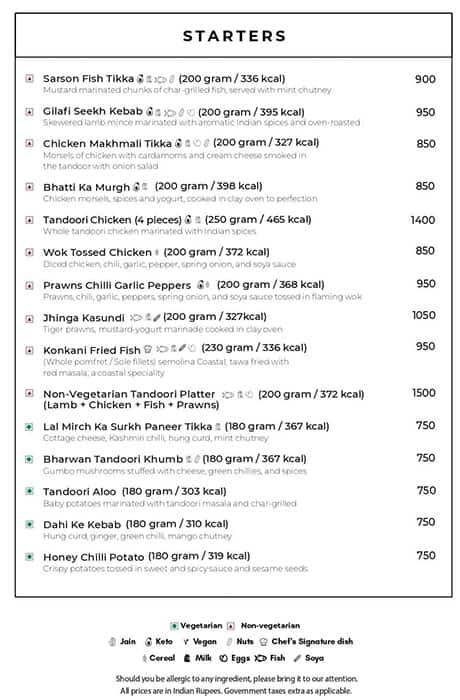 STARTERS
Sarson Fish Tikka (200 gram / 336 kcal) 900
Mustard marinated chunks of char-grilled fish, served with mint chutney
Gilafi Seekh Kebab (200 gram / 395 kcal) 950
Skewered lamb mince marinated with aromatic Indian spices and oven-roasted
Chicken Makhmali Tikka (200 gram / 327 kcal) 850
Morsels of chicken with cardamoms and cream cheese smoked in
the tandoor with onion salad
Bhatti Ka Murgh (200 gram / 398 kcal) 850
Chicken morsels, spices and yogurt, cooked in clay oven to perfection
Tandoori Chicken (4 pieces) (250 gram / 465 kcal) 1400
Whole tandoori chicken marinated with Indian spices
Wok Tossed Chicken (200 gram / 372 kcal) 850
Diced chicken, chili, garlic, pepper, spring onion, and soya sauce
Prawns Chilli Garlic Peppers (200 gram / 368 kcal) 950
Prawns, chili, garlic, peppers, spring onion, and soya sauce tossed in flaming wok
Jhinga Kasundi (200 gram / 327kcal) 1050
Tiger prawns, mustard-yogurt marinade cooked in clay oven
Konkani Fried Fish (230 gram / 336 kcal) 950
(Whole pomfret / Sole fillets) semolina Coastal, tawa fried with
red masala, a coastal speciality
Non-Vegetarian Tandoori Platter (200 gram / 372 kcal) 1500
(Lamb + Chicken + Fish + Prawns)
Lal Mirch Ka Surkh Paneer Tikka (180 gram / 367 kcal) 750
Cottage cheese, Kashmiri chilli, hung curd, mint chutney
Bharwan Tandoori Khumb (180 gram / 367 kcal) 750
Gumbo mushrooms stuffed with cheese, green chillies, and spices
Tandoori Aloo (180 gram / 303 kcal) 750
Baby potatoes marinated with tandoori masala and char-grilled
Dahi Ke Kebab (180 gram / 310 kcal) 750
Hung curd, ginger, green chilli, mango chutney
Honey Chilli Potato (180 gram / 319 kcal) 750
Crispy potatoes tossed in sweet and spicy sauce and sesame seeds
Vegetarian Non-vegetarian
Jain Keto Vegan Nuts Chef's Signature dish
Cereal Milk Eggs Fish Soya
Should you be allergic to any ingredient, please bring it to our attention.
All prices are in Indian Rupees. Government taxes extra as applicable.